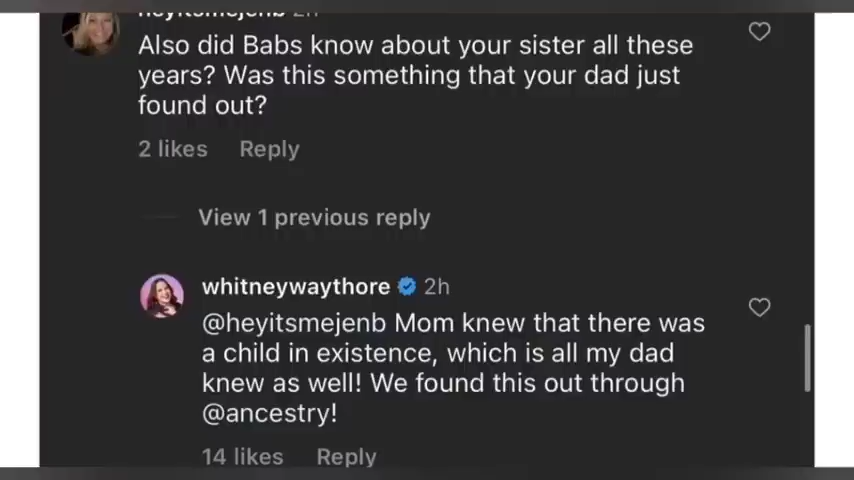 heyitsmejenb 2h
Also did Babs know about your sister all these
years? Was this something that your dad just
found out?
2 likes Reply
View 1 previous reply
whitneywaythore 2h
@heyitsmejenb Mom knew that there was
a child in existence, which is all my dad
knew as well! We found this out through
@ancestry!
14 likes Reply